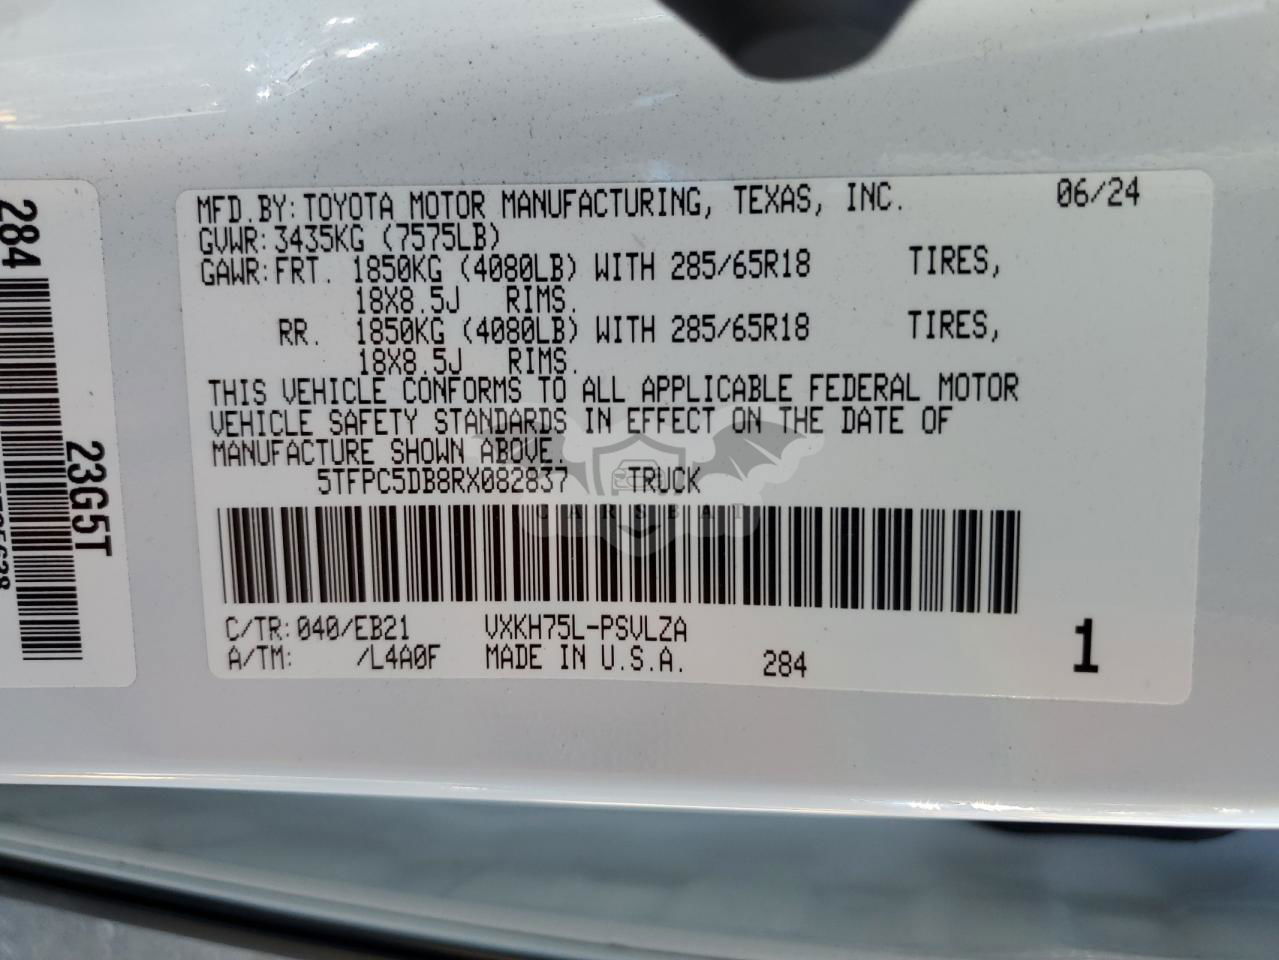 MFD.BY:TOYOTA MOTOR MANUFACTURING, TEXAS, INC. 06/24
GVWR:3435KG (7575LB)
GAWR:FRT. 1850KG (4080LB) WITH 285/65R18 TIRES,
18X8.5J RIMS.
RR. 1850KG (4080LB) WITH 285/65R18 TIRES,
18X8.5J RIMS.
THIS VEHICLE CONFORMS TO ALL APPLICABLE FEDERAL MOTOR
VEHICLE SAFETY STANDARDS IN EFFECT ON THE DATE OF
MANUFACTURE SHOWN ABOVE.
5TFPC5DB8RX082837 TRUCK
CARSBAT
C/TR:040/EB21 VXKH75L-PSVLZA
A/TM: /L4A0F MADE IN U.S.A. 284 1
284
23G5T